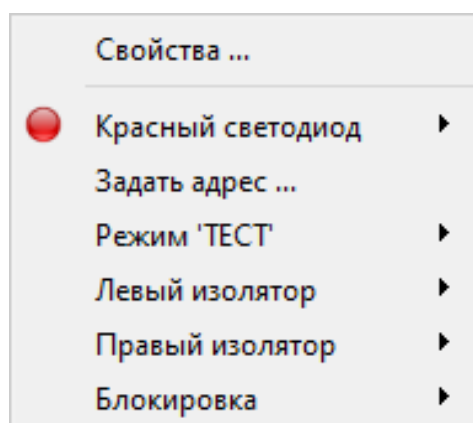 Свойства ...
Красный светодиод
Задать адрес ...
Режим 'ТЕСТ'
Левый изолятор
Правый изолятор
Блокировка